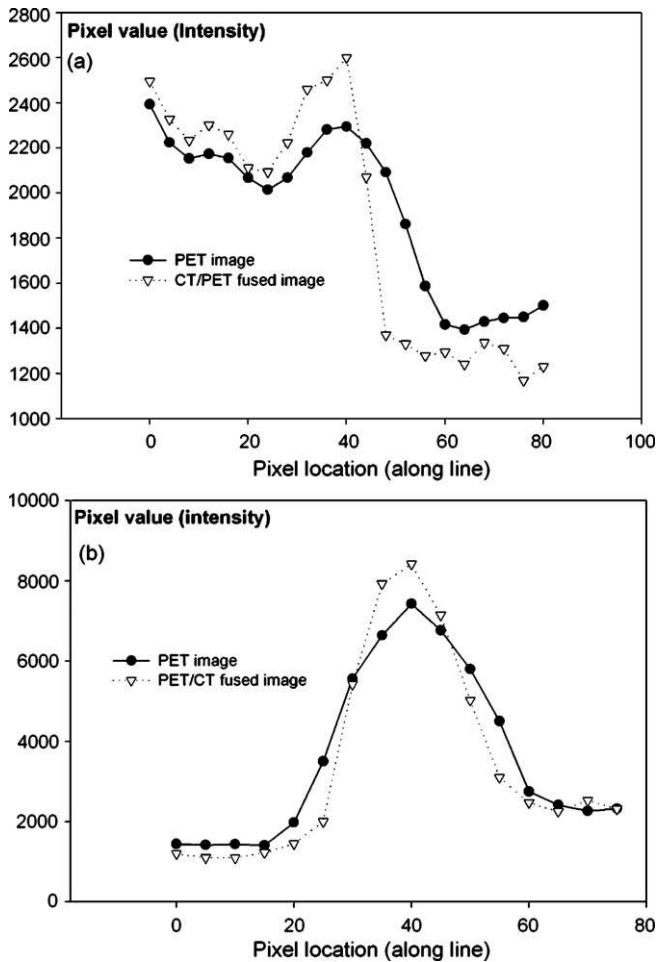 Pixel value (Intensity)
(a)
2800
2600
2400
2200
2000
1800
1600
1400
1200
1000
PET image
CT/PET fused image
0 20 40 60 80 100
Pixel location (along line)
Pixel value (intensity)
(b)
10000
8000
6000
4000
2000
0
PET image
PET/CT fused image
0 20 40 60 80
Pixel location (along line)